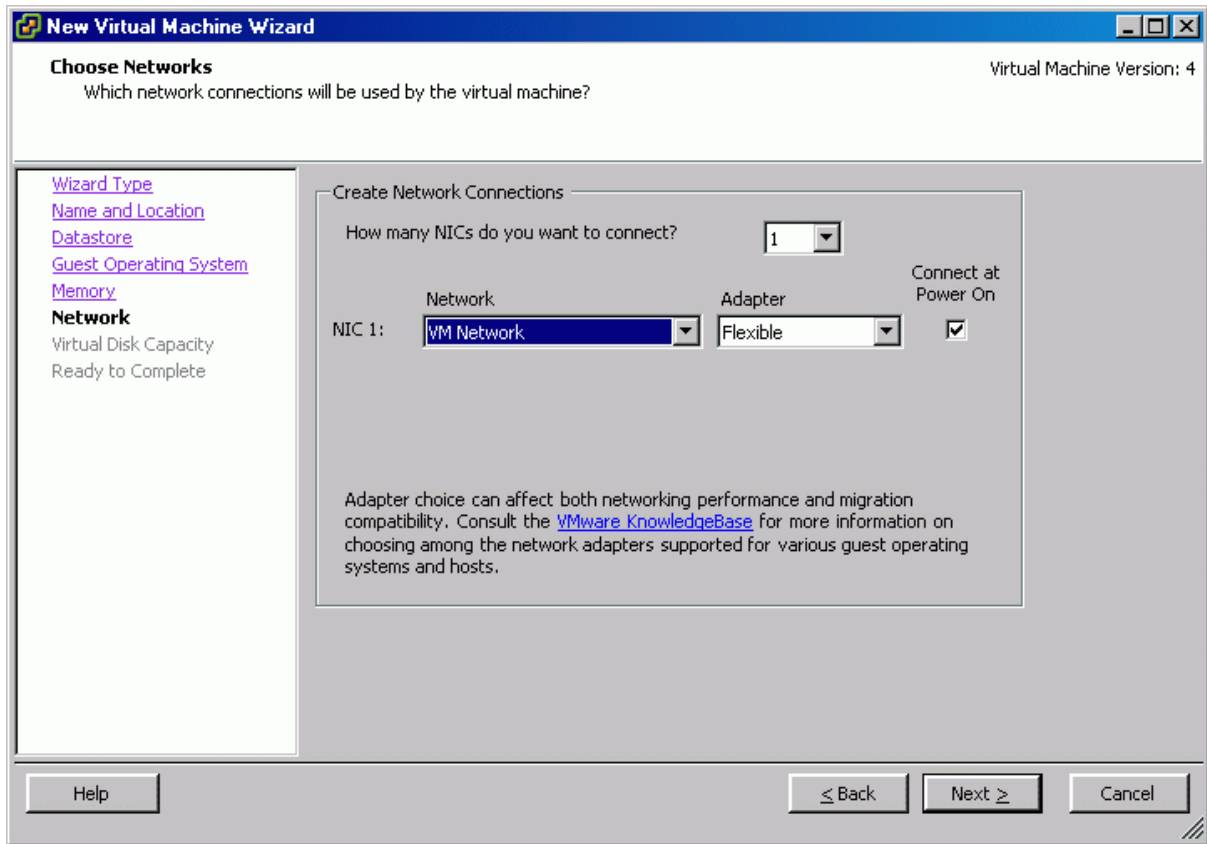 New Virtual Machine Wizard
Choose Networks
Virtual Machine Version: 4
Which network connections will be used by the virtual machine?
Wizard Type
Name and Location
Datastore
Guest Operating System
Memory
Network
Virtual Disk Capacity
Ready to Complete
Create Network Connections
How many NICs do you want to connect?
1
Network
Adapter
Connect at
Power On
NIC 1:
VM Network
Flexible
Adapter choice can affect both networking performance and migration
compatibility. Consult the VMware KnowledgeBase for more information on
choosing among the network adapters supported for various guest operating
systems and hosts.
Help
< Back
Next >
Cancel